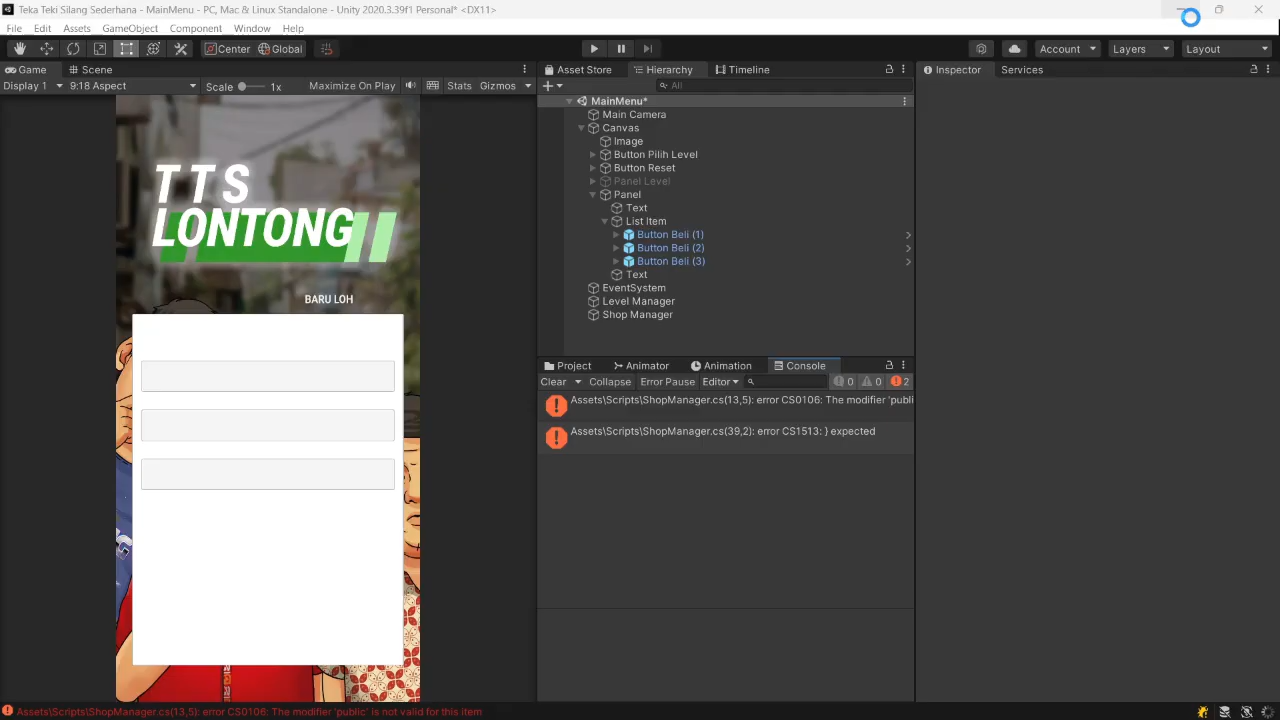 Teka Teki Silang Sederhana - MainMenu - PC, Mac & Linux Standalone - Unity 2020.3.39f1 Personal* <DX11>
File Edit Assets GameObject Component Window Help
Center Global Account Layers Layout
Game Scene Asset Store Hierarchy Timeline Inspector Services
Display 1 9:18 Aspect Scale 1x Maximize On Play Stats Gizmos All
MainMenu*
Main Camera
Canvas
Image
Button Pilih Level
Button Reset
Panel Level
Panel
Text
List Item
Button Beli (1)
Button Beli (2)
Button Beli (3)
Text
EventSystem
Level Manager
Shop Manager
TTS
LONTONG
BARU LOH
Project Animator Animation Console
Clear Collapse Error Pause Editor 0 0 2
Assets\Scripts\ShopManager.cs(13,5): error CS0106: The modifier 'publi
Assets\Scripts\ShopManager.cs(39,2): error CS1513: } expected
Assets\Scripts\ShopManager.cs(13,5): error CS0106: The modifier 'public' is not valid for this item